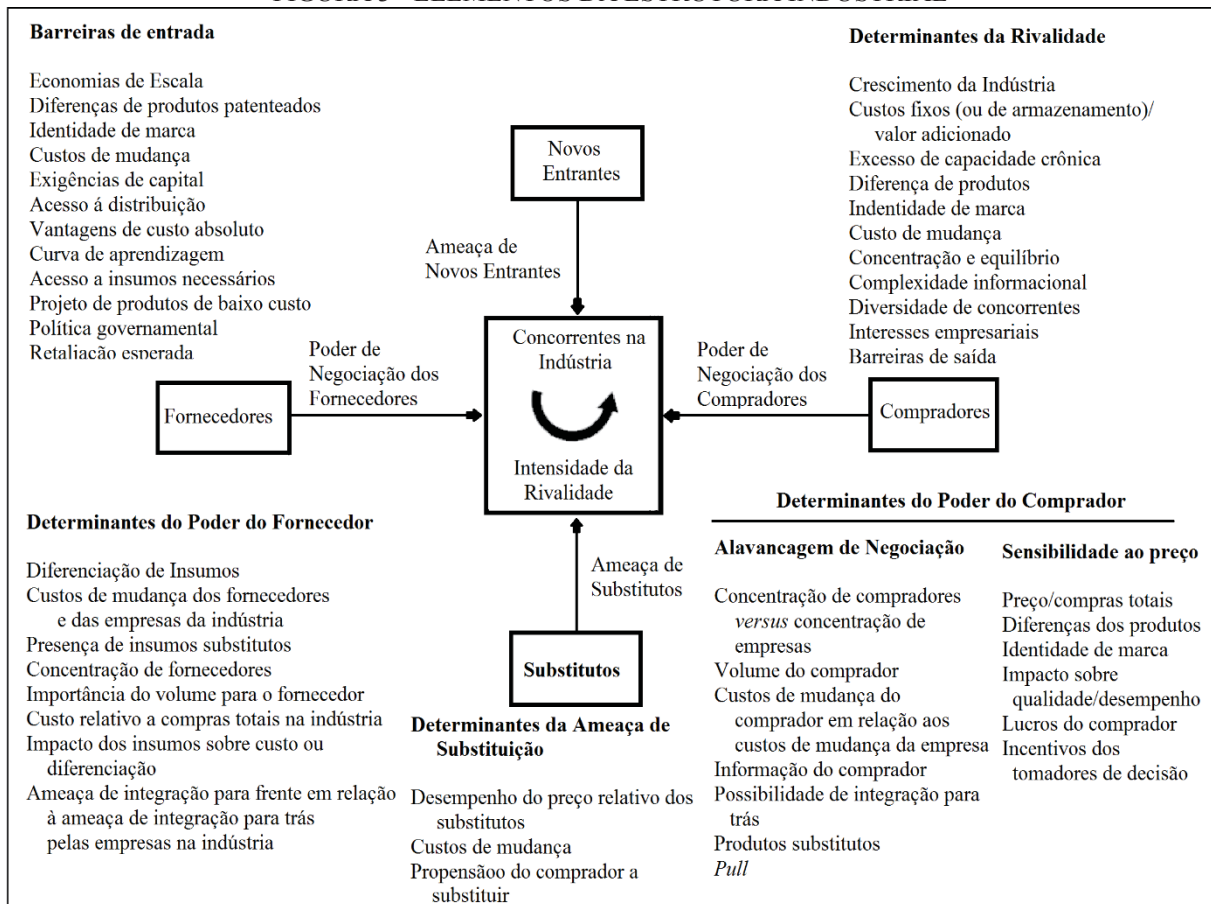 Barreiras de entrada
Economias de Escala
Diferenças de produtos patenteados
Identidade de marca
Custos de mudança
Exigências de capital
Acesso á distribuição
Vantagens de custo absoluto
Curva de aprendizagem
Acesso a insumos necessários
Projeto de produtos de baixo custo
Política governamental
Retaliação esperada
Novos
Entrantes
Ameaça de
Novos Entrantes
Determinantes da Rivalidade
Crescimento da Indústria
Custos fixos (ou de armazenamento)/
valor adicionado
Excesso de capacidade crônica
Diferença de produtos
Indentidade de marca
Custo de mudança
Concentração e equilíbrio
Complexidade informacional
Diversidade de concorrentes
Interesses empresariais
Barreiras de saída
Fornecedores
Poder de
Negociação dos
Fornecedores
Concorrentes na
Indústria
Intensidade da
Rivalidade
Poder de
Negociação dos
Compradores
Compradores
Determinantes do Poder do Fornecedor
Diferenciação de Insumos
Custos de mudança dos fornecedores
e das empresas da indústria
Presença de insumos substitutos
Concentração de fornecedores
Importância do volume para o fornecedor
Custo relativo a compras totais na indústria
Impacto dos insumos sobre custo ou
diferenciação
Ameaça de integração para frente em relação
à ameaça de integração para trás
pelas empresas na indústria
Ameaça de
Substitutos
Substitutos
Determinantes da Ameaça de
Substituição
Desempenho do preço relativo dos
substitutos
Custos de mudança
Propensãoo do comprador a
substituir
Determinantes do Poder do Comprador
Alavancagem de Negociação
Concentração de compradores
versus concentração de
empresas
Volume do comprador
Custos de mudança do
comprador em relação aos
custos de mudança da empresa
Informação do comprador
Possibilidade de integração para
trás
Produtos substitutos
Pull
Sensibilidade ao preço
Preço/compras totais
Diferenças dos produtos
Identidade de marca
Impacto sobre
qualidade/desempenho
Lucros do comprador
Incentivos dos
tomadores de decisão